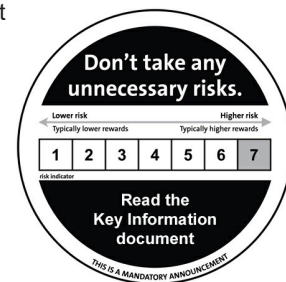 t
Don't take any
unnecessary risks.
Lower risk Higher risk
Typically lower rewards Typically higher rewards
1 2 3 4 5 6 7
risk indicator
Read the
Key Information
document
THIS IS A MANDATORY ANNOUNCEMENT